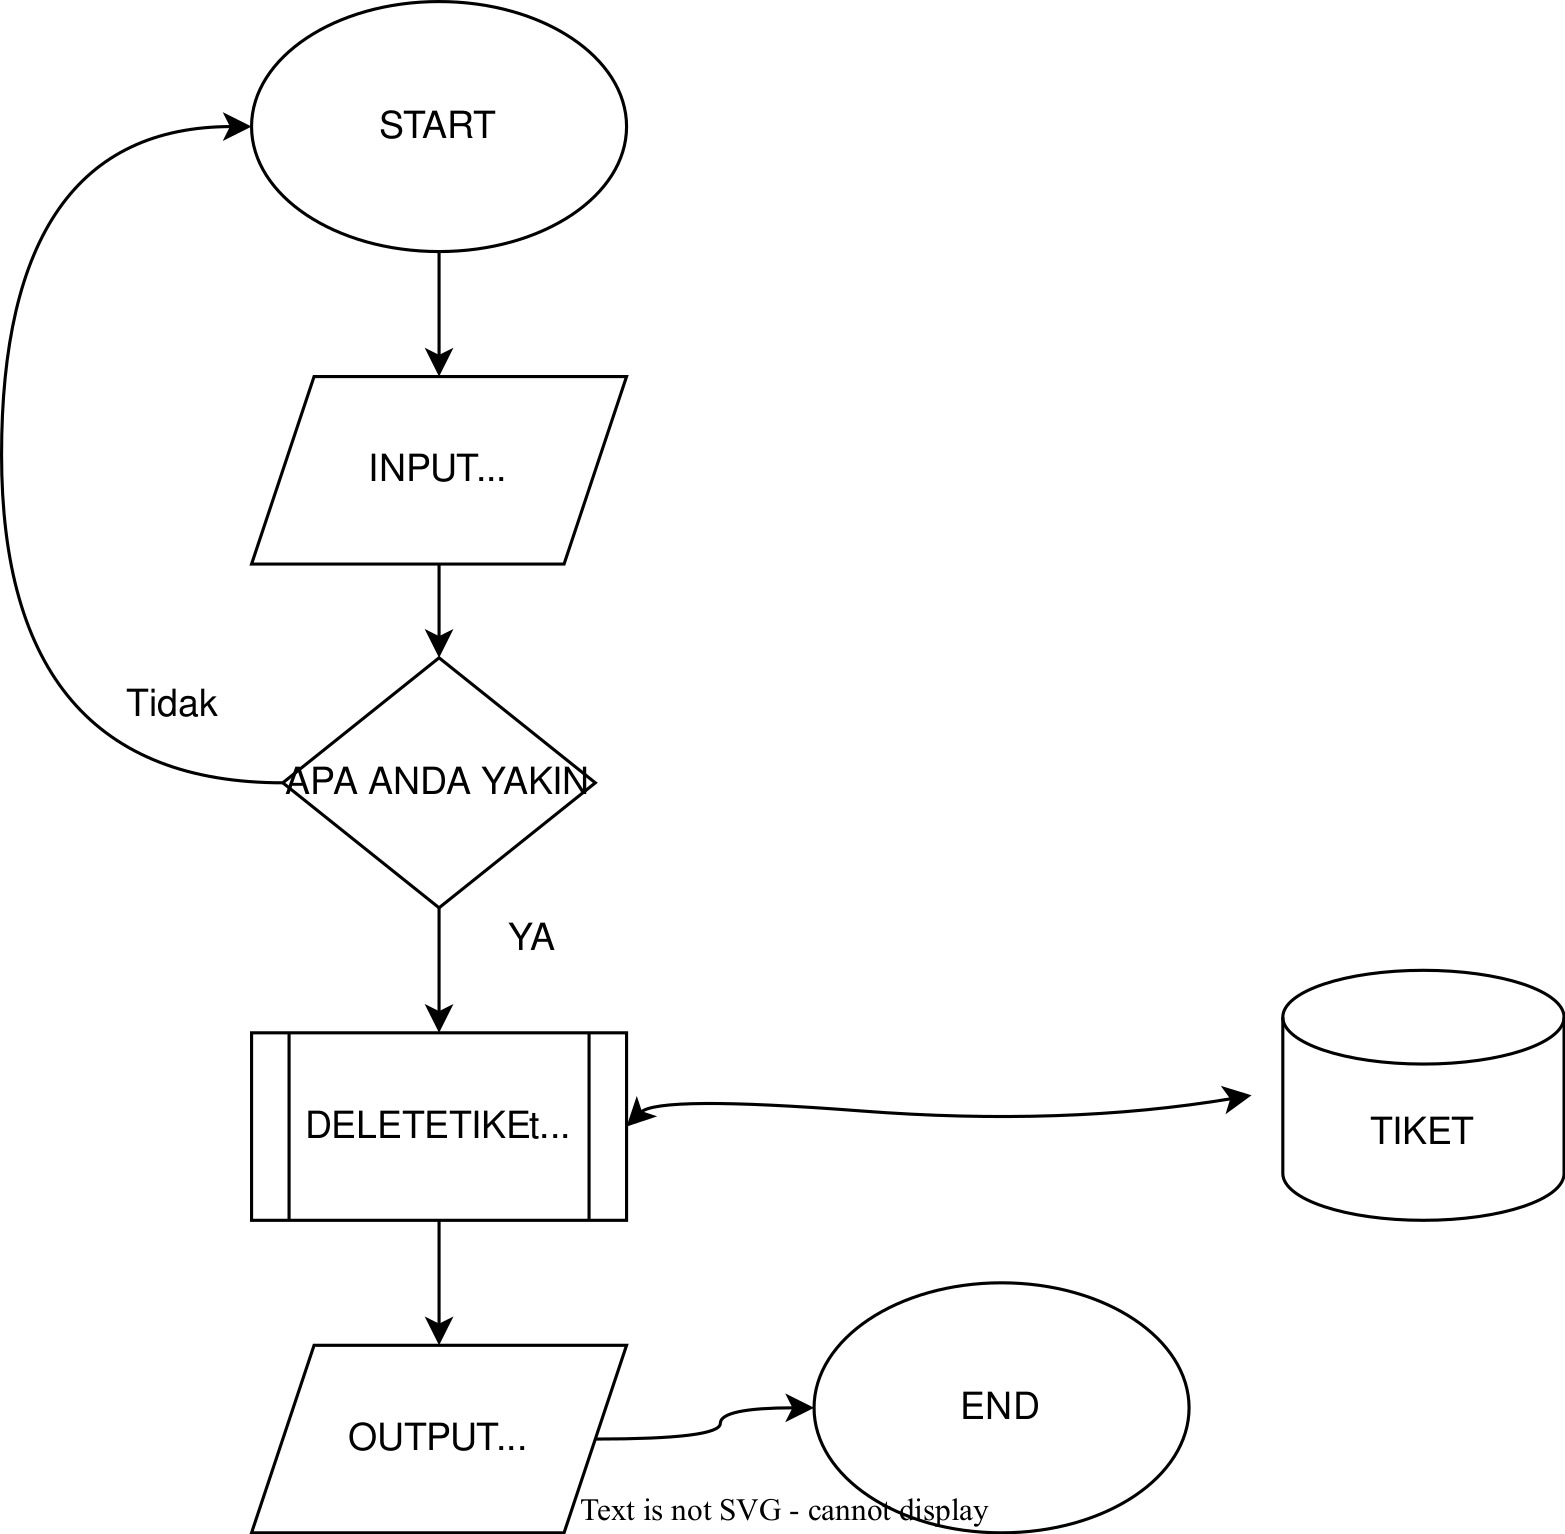 START
INPUT...
Tidak
APA ANDA YAKIN
YA
DELETETIKEt...
TIKET
OUTPUT...
END
Text is not SVG - cannot display